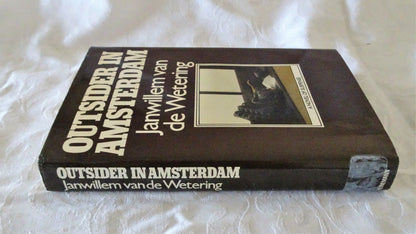 OUTSIDER IN
AMSTERDAM
Janwillem van
de Wetering
OUTSIDER IN AMSTERDAM
Janwillem van de Wetering